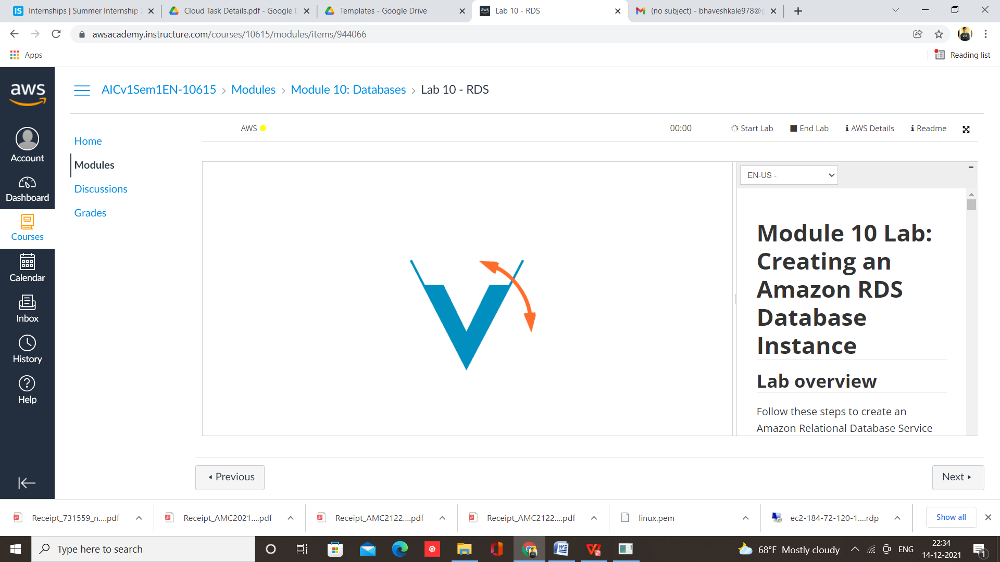 Internships | Summer Internship
Cloud Task Details.pdf - Google
Templates - Google Drive
aws
Lab 10 - RDS
(no subject) - bhaveshkale978@g
awsacademy.instructure.com/courses/10615/modules/items/944066
Apps
Reading list
aws
Account
Dashboard
Courses
Calendar
Inbox
History
Help
AICv1Sem1EN-10615 › Modules › Module 10: Databases › Lab 10 - RDS
Home
Modules
Discussions
Grades
AWS
00:00
Start Lab
End Lab
AWS Details
Readme
EN-US -
Module 10 Lab:
Creating an
Amazon RDS
Database
Instance
Lab overview
Follow these steps to create an
Amazon Relational Database Service
Previous
Next
Receipt_731559_n....pdf
Receipt_AMC2021....pdf
Receipt_AMC2122....pdf
Receipt_AMC2122....pdf
linux.pem
ec2-184-72-120-1....rdp
Show all
Type here to search
68°F Mostly cloudy
ENG
22:34
14-12-2021
1